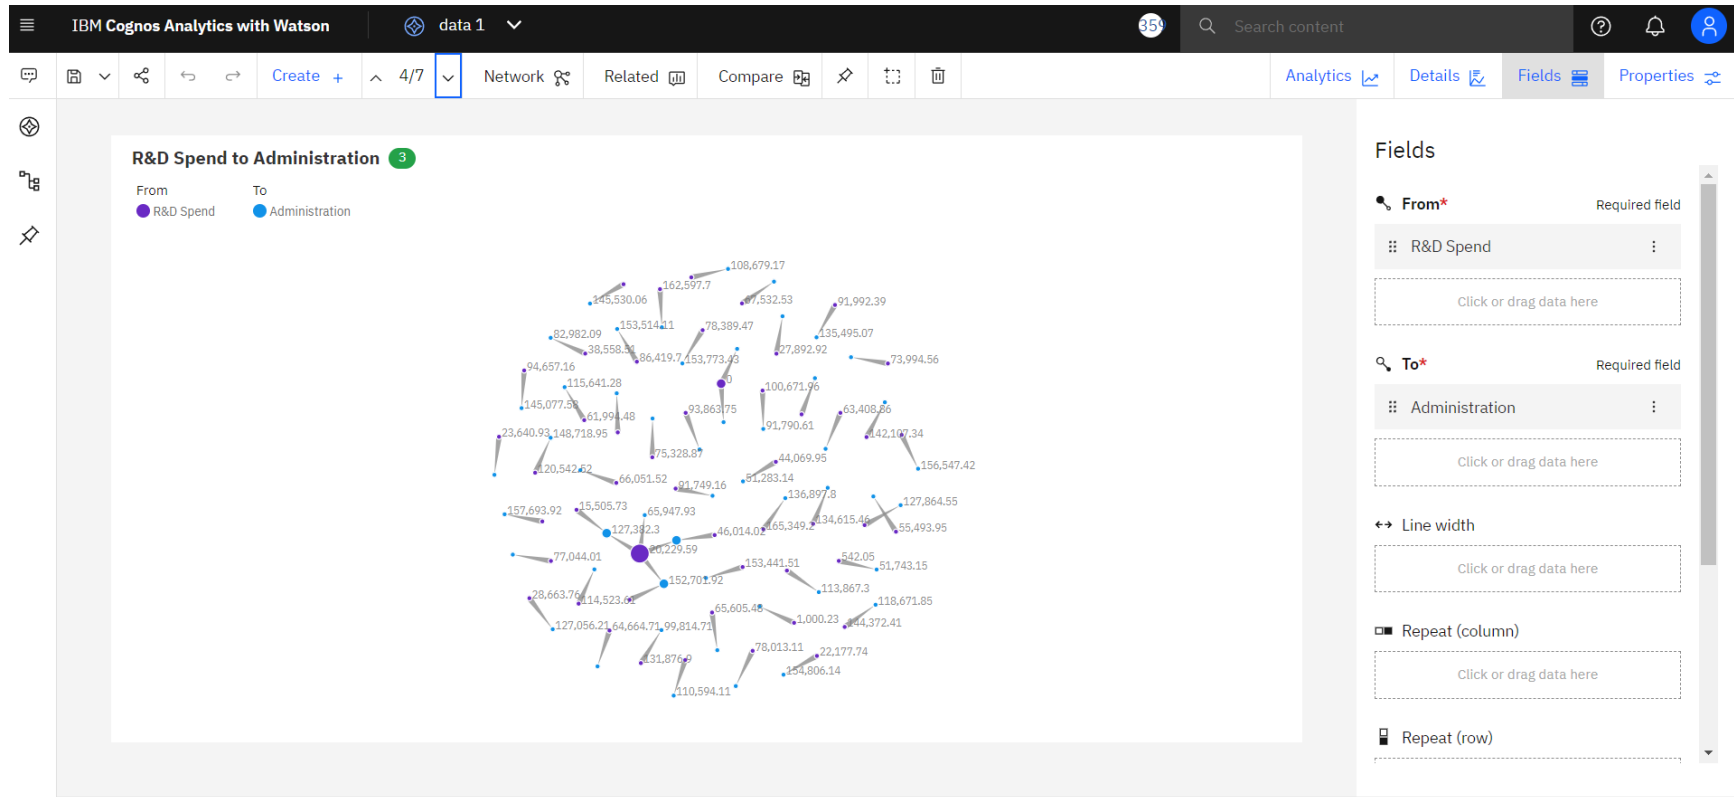 IBM Cognos Analytics with Watson
data 1
359
Search content
Create +
4/7
Network
Related
Compare
Analytics
Details
Fields
Properties
R&D Spend to Administration 3
From To
R&D Spend Administration
108,679.17
162,597.7
145,530.06 67,532.53 91,992.39
82,982.09 153,514.11 78,389.47 135,495.07
38,558.51 86,419.7 153,773.43 27,892.92 73,994.56
94,657.16
115,641.28 0 100,671.96
145,077.58 61,994.48 93,863.75 63,408.86
23,640.93 148,718.95 91,790.61 142,107.34
75,328.87 44,069.95 156,547.42
120,542.52 66,051.52 91,749.16 51,283.14
136,897.8 127,864.55
157,693.92 15,505.73 65,947.93
127,382.3 46,014.02 165,349.2 134,615.46 55,493.95
77,044.01 20,229.59 153,441.51 542.05 51,743.15
152,701.92 113,867.3
28,663.76 114,523.61 65,605.48 118,671.85
127,056.21 64,664.71 99,814.71 1,000.23 144,372.41
131,876.9 78,013.11 22,177.74
110,594.11 154,806.14
Fields
From* Required field
R&D Spend
Click or drag data here
To* Required field
Administration
Click or drag data here
Line width
Click or drag data here
Repeat (column)
Click or drag data here
Repeat (row)